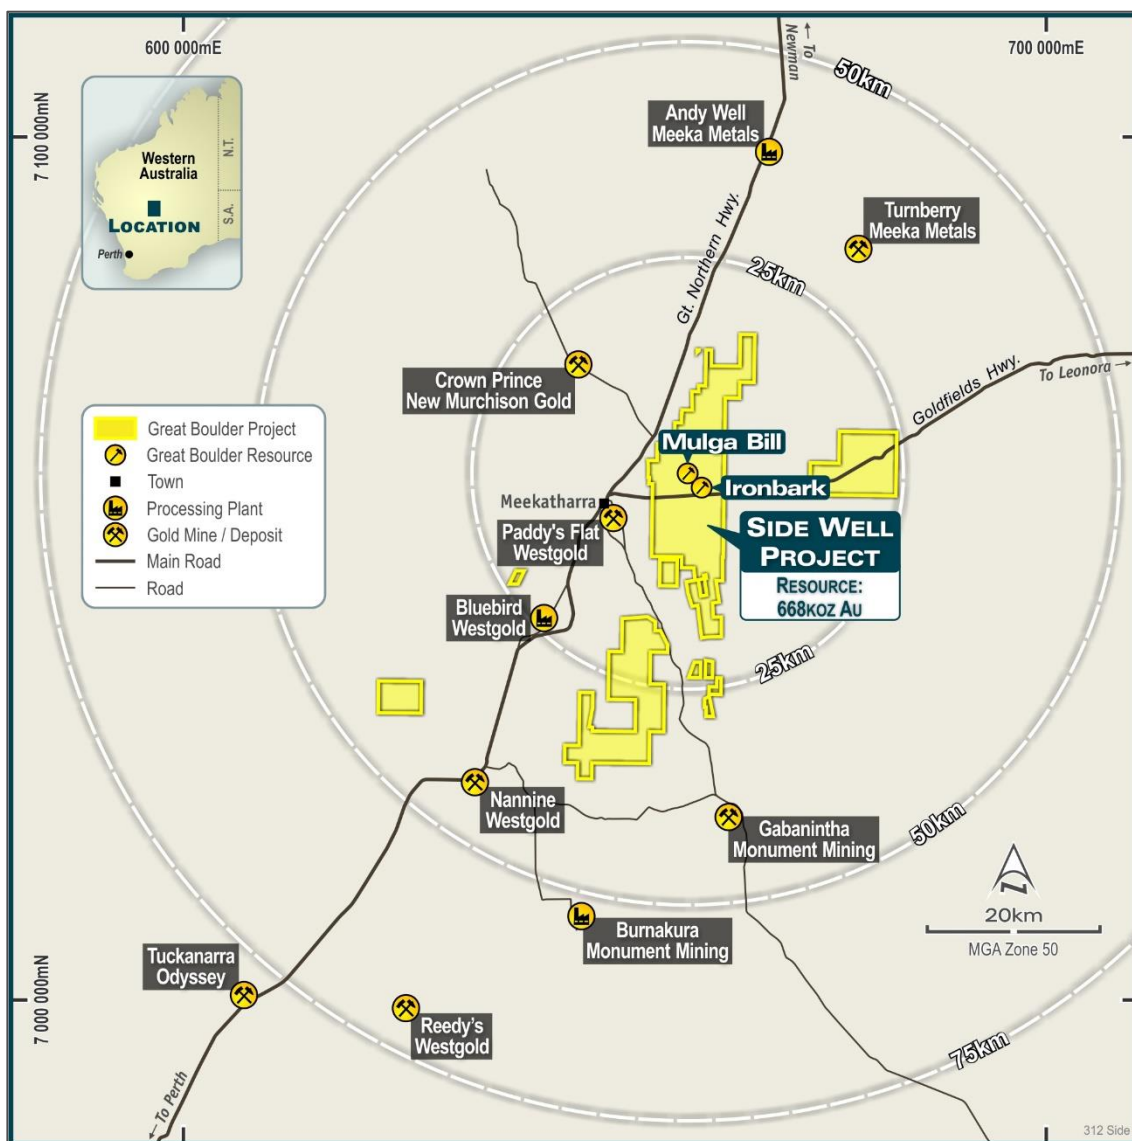 600 000mE
700 000mE
To
Newman
50km
7 100 000mN
N.T.
Western
Australia
S.A.
LOCATION
Perth
Andy Well
Meeka Metals
Turnberry
Meeka Metals
Gt. Northern Hwy.
25km
Crown Prince
New Murchison Gold
Goldfields Hwy.
To Leonora
Great Boulder Project
Great Boulder Resource
Town
Processing Plant
Gold Mine / Deposit
Main Road
Road
Mulga Bill
Ironbark
Meekatharra
Paddy's Flat
Westgold
SIDE WELL
PROJECT
RESOURCE:
668KOZ AU
Bluebird
Westgold
25km
Nannine
Westgold
Gabanintha
Monument Mining
50km
20km
MGA Zone 50
Burnakura
Monument Mining
Tuckanarra
Odyssey
7 000 000mN
Reedy's
Westgold
75km
To Perth
312 Side